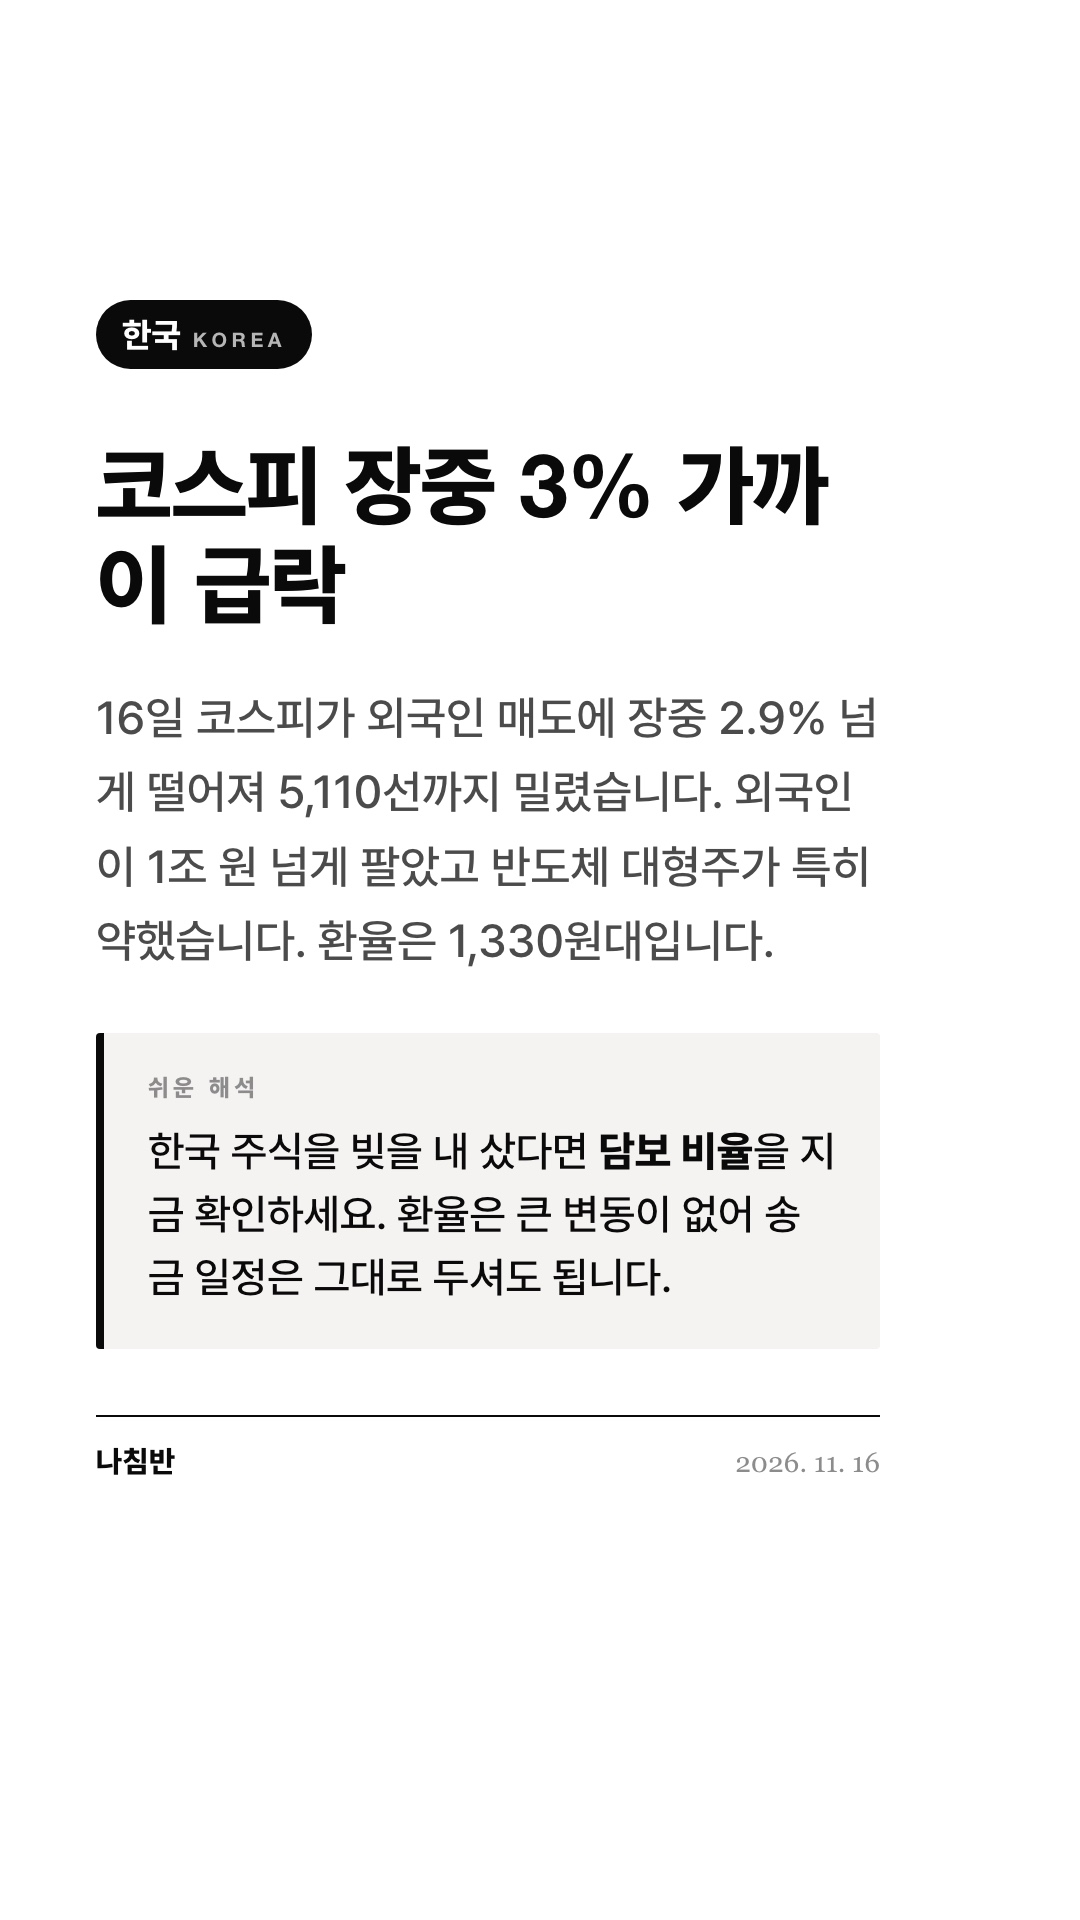 한국 KOREA
코스피 장중 3% 가까
이 급락
16일 코스피가 외국인 매도에 장중 2.9% 넘
게 떨어져 5,110선까지 밀렸습니다. 외국인
이 1조 원 넘게 팔았고 반도체 대형주가 특히
약했습니다. 환율은 1,330원대입니다.
쉬운 해석
한국 주식을 빚을 내 샀다면 담보 비율을 지
금 확인하세요. 환율은 큰 변동이 없어 송
금 일정은 그대로 두셔도 됩니다.
나침반
2026. 11. 16